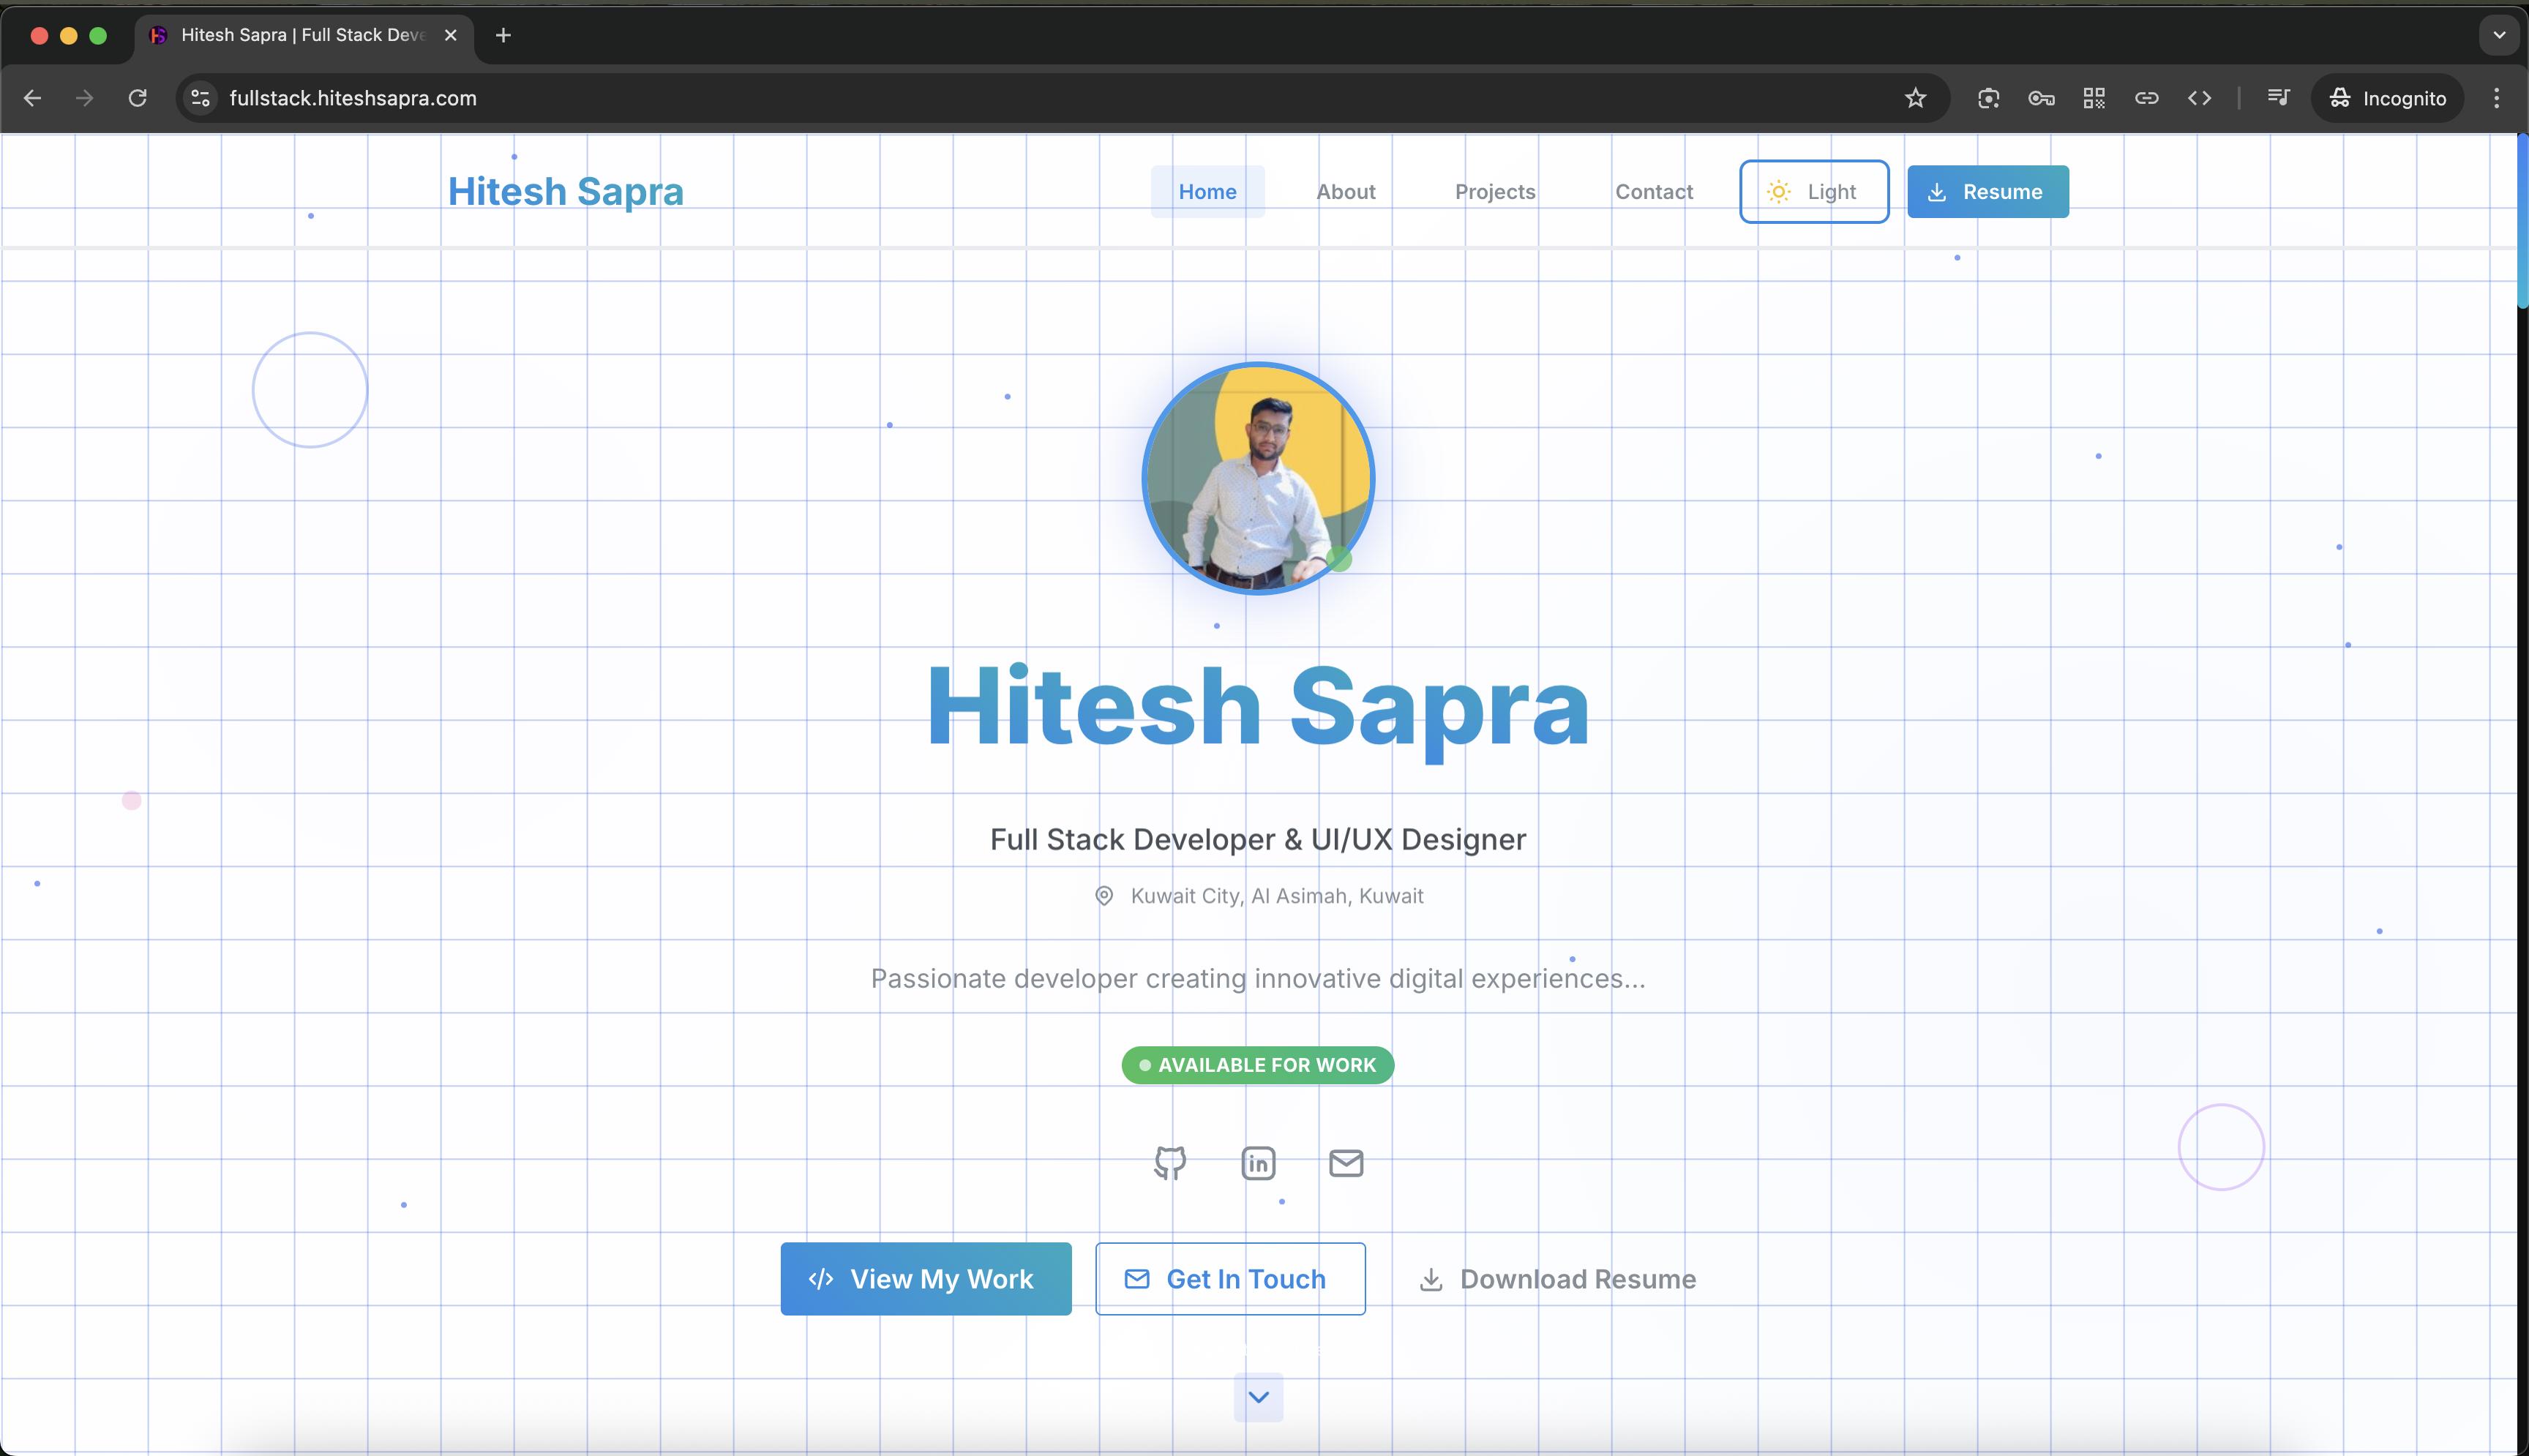 Hitesh Sapra | Full Stack Deve
fullstack.hiteshsapra.com
Incognito
Hitesh Sapra
Home
About
Projects
Contact
Light
Resume
Hitesh Sapra
Full Stack Developer & UI/UX Designer
Kuwait City, Al Asimah, Kuwait
Passionate developer creating innovative digital experiences...
AVAILABLE FOR WORK
View My Work
Get In Touch
Download Resume